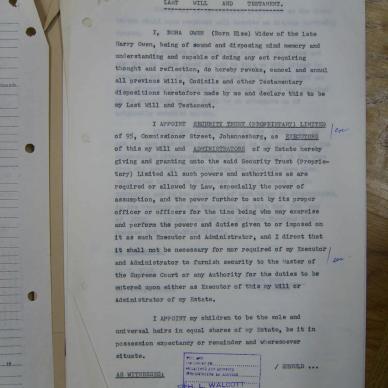 LAST WILL AND TESTAMENT.
I, EDNA OWEN (Born Hine) Widow of the late
Harry Owen, being of sound and disposing mind memory and
understanding and capable of doing any act requiring
thought and reflection, do hereby revoke, cancel and annul
all previous Wills, Codicils and other Testamentary
dispositions heretofore made by me and declare this to be
my Last Will and Testament.
I APPOINT SECURITY TRUST (PROPRIETARY) LIMITED
of 95, Commissioner Street, Johannesburg, as EXECUTORS
of this my Will and ADMINISTRATORS of my Estate hereby
giving and granting unto the said Security Trust (Proprie-
tary) Limited all such powers and authorities as are
required or allowed by Law, especially the power of
assumption, and the power further to act by its proper
officer or officers for the time being who may exercise
and perform the powers and duties given to or imposed on
it as such Executor and Administrator, and I direct that
it shall not be necessary for nor required of my Executor
and Administrator to furnish security to the Master of
the Supreme Court or any Authority for the duties to be
entered upon either as Executor of this my Will or
Administrator of my Estate.
I APPOINT my children to be the sole and
universal heirs in equal shares of my Estate, be it in
possession expectancy or remainder and wheresoever
situate.
AS WITNESSES:
L. WALCOTT